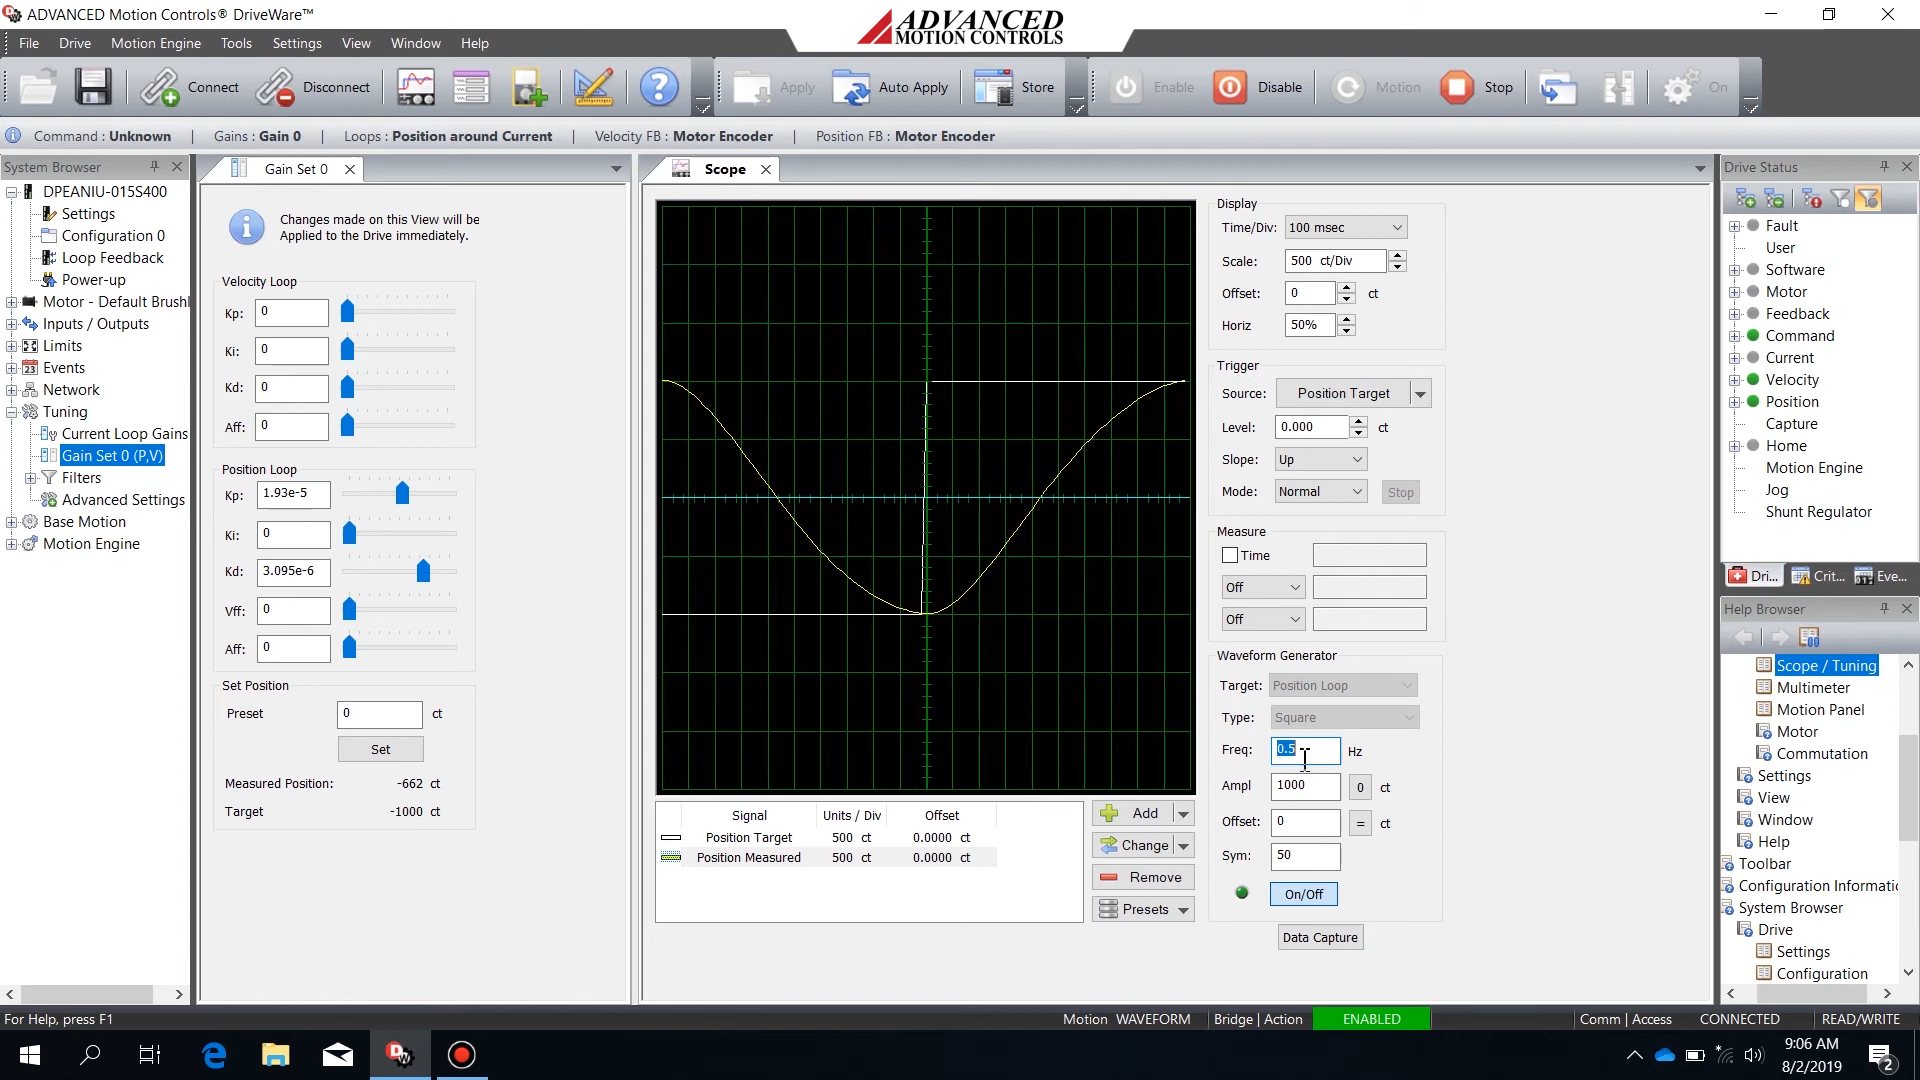 ADVANCED Motion Controls® DriveWare™
ADVANCED
MOTION CONTROLS
File Drive Motion Engine Tools Settings View Window Help
Connect Disconnect Apply Auto Apply Store Enable Disable Motion Stop On
Command : Unknown | Gains : Gain 0 | Loops : Position around Current | Velocity FB : Motor Encoder | Position FB : Motor Encoder
System Browser
DPEANIU-015S400
Settings
Configuration 0
Loop Feedback
Power-up
Motor - Default Brushl
Inputs / Outputs
Limits
Events
Network
Tuning
Current Loop Gains
Gain Set 0 (P,V)
Filters
Advanced Settings
Base Motion
Motion Engine
Gain Set 0
Changes made on this View will be
Applied to the Drive immediately.
Velocity Loop
Kp: 0
Ki: 0
Kd: 0
Aff: 0
Position Loop
Kp: 1.93e-5
Ki: 0
Kd: 3.095e-6
Vff: 0
Aff: 0
Set Position
Preset 0 ct
Set
Measured Position: -662 ct
Target -1000 ct
Scope
Signal Units / Div Offset
Position Target 500 ct 0.0000 ct
Position Measured 500 ct 0.0000 ct
Add
Change
Remove
Presets
Display
Time/Div: 100 msec
Scale: 500 ct/Div
Offset: 0 ct
Horiz 50%
Trigger
Source: Position Target
Level: 0.000 ct
Slope: Up
Mode: Normal Stop
Measure
Time
Off
Off
Waveform Generator
Target: Position Loop
Type: Square
Freq: 0.5 Hz
Ampl 1000 0 ct
Offset: 0 = ct
Sym: 50
On/Off
Data Capture
Drive Status
Fault
User
Software
Motor
Feedback
Command
Current
Velocity
Position
Capture
Home
Motion Engine
Jog
Shunt Regulator
Dri... Crit... Eve...
Help Browser
Scope / Tuning
Multimeter
Motion Panel
Motor
Commutation
Settings
View
Window
Help
Toolbar
Configuration Informatic
System Browser
Drive
Settings
Configuration
For Help, press F1
Motion WAVEFORM Bridge | Action ENABLED Comm | Access CONNECTED READ/WRITE
9:06 AM
8/2/2019
2